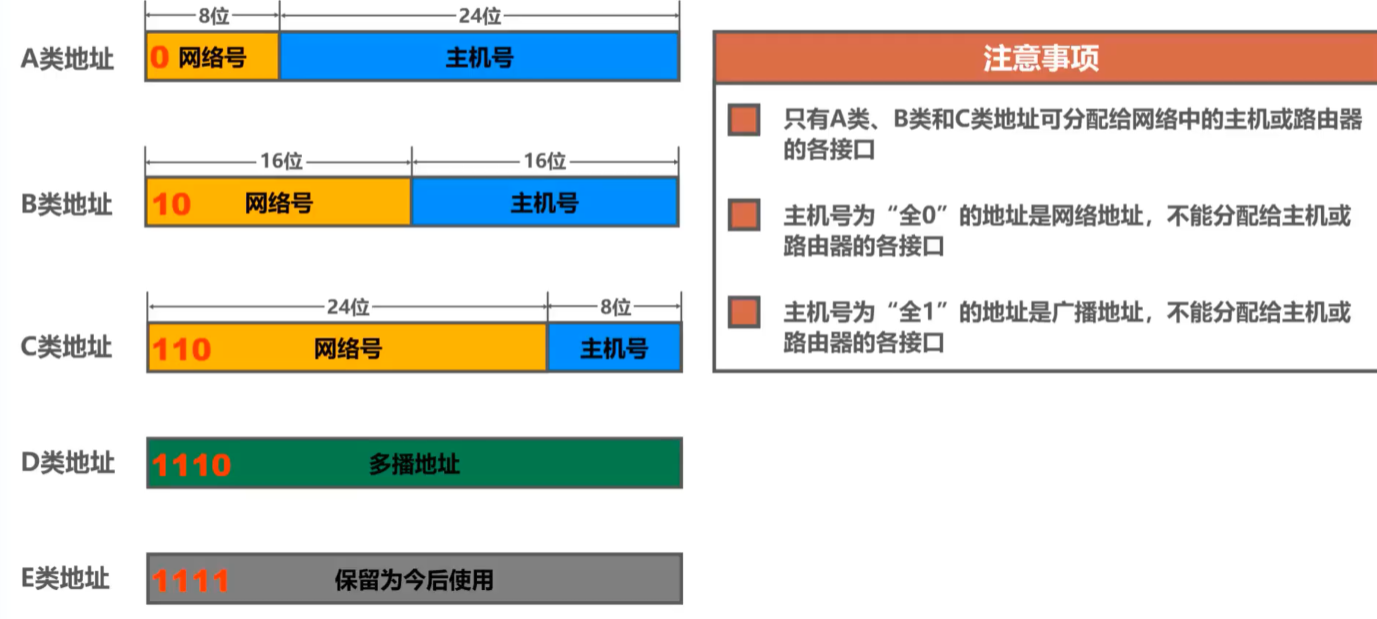 8位 24位
A类地址 0 网络号 主机号
16位 16位
B类地址 10 网络号 主机号
24位 8位
C类地址 110 网络号 主机号
D类地址 1110 多播地址
E类地址 1111 保留为今后使用
注意事项
只有A类、B类和C类地址可分配给网络中的主机或路由器
的各接口
主机号为“全0”的地址是网络地址，不能分配给主机或
路由器的各接口
主机号为“全1”的地址是广播地址，不能分配给主机或
路由器的各接口